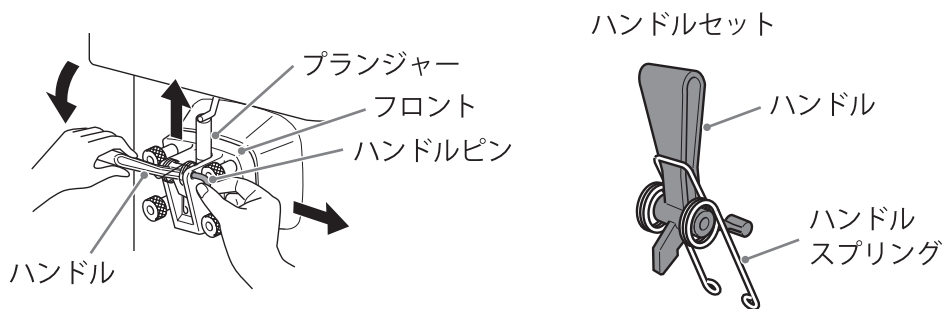 ハンドルセット
プランジャー
フロント
ハンドルピン
ハンドル
ハンドル
ハンドル
スプリング